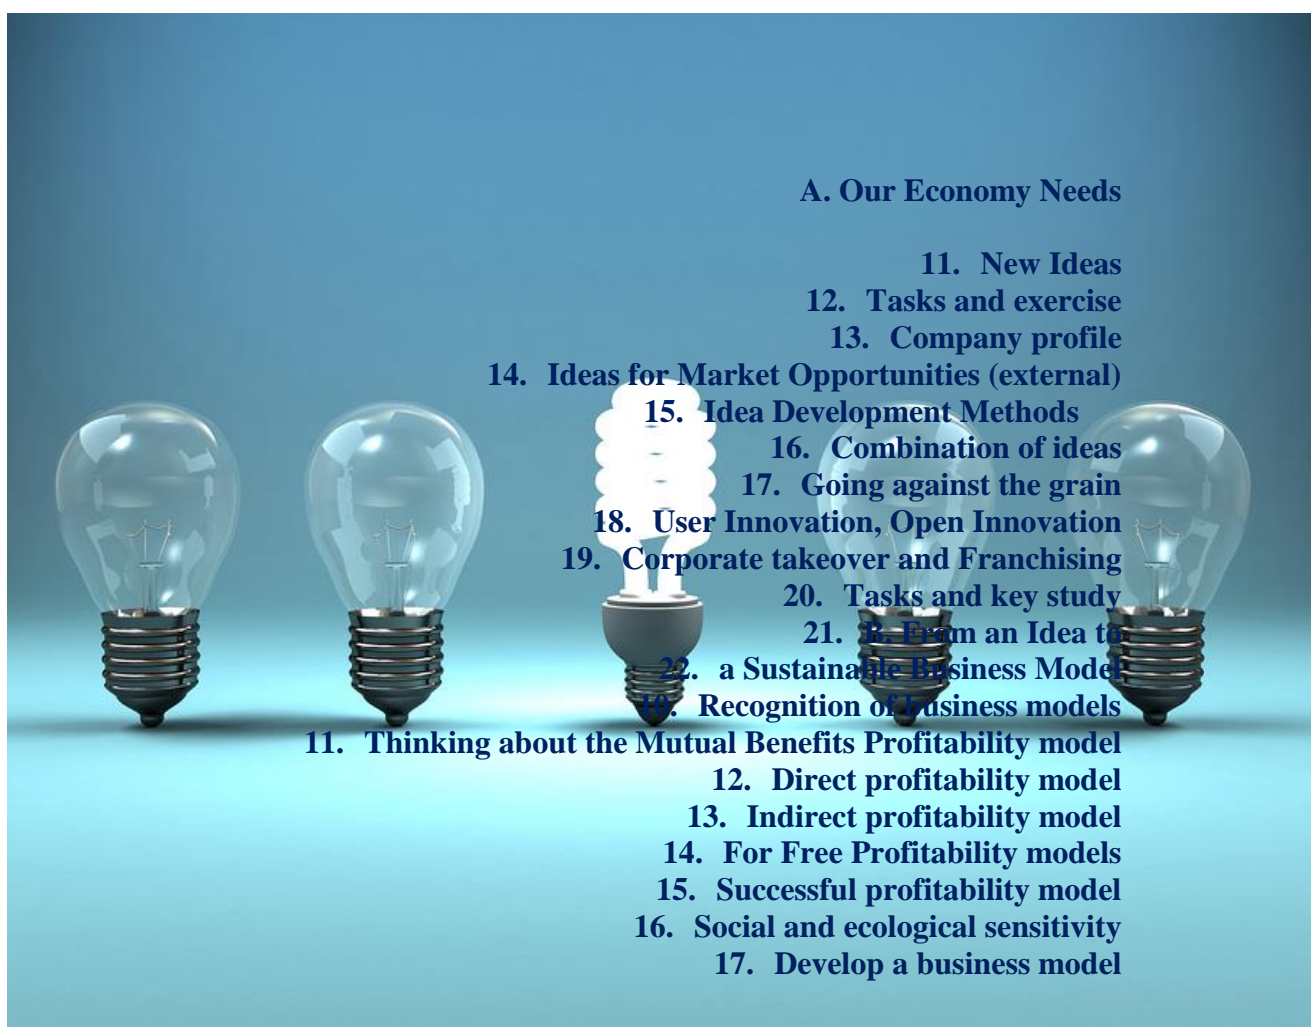 A. Our Economy Needs
11. New Ideas
12. Tasks and exercise
13. Company profile
14. Ideas for Market Opportunities (external)
15. Idea Development Methods
16. Combination of ideas
17. Going against the grain
18. User Innovation, Open Innovation
19. Corporate takeover and Franchising
20. Tasks and key study
21. B. From an Idea to
22. a Sustainable Business Model
10. Recognition of business models
11. Thinking about the Mutual Benefits Profitability model
12. Direct profitability model
13. Indirect profitability model
14. For Free Profitability models
15. Successful profitability model
16. Social and ecological sensitivity
17. Develop a business model